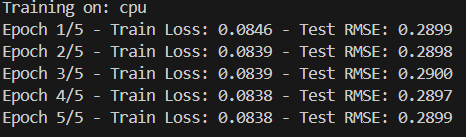 Training on: cpu
Epoch 1/5 - Train Loss: 0.0846 - Test RMSE: 0.2899
Epoch 2/5 - Train Loss: 0.0839 - Test RMSE: 0.2898
Epoch 3/5 - Train Loss: 0.0839 - Test RMSE: 0.2900
Epoch 4/5 - Train Loss: 0.0838 - Test RMSE: 0.2897
Epoch 5/5 - Train Loss: 0.0838 - Test RMSE: 0.2899